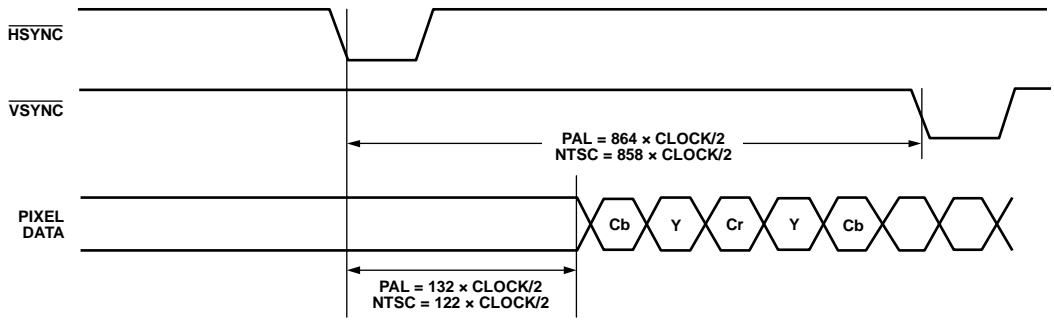 HSYNC
VSYNC
PAL = 864 × CLOCK/2
NTSC = 858 × CLOCK/2
PIXEL
DATA
Cb Y Cr Y Cb
PAL = 132 × CLOCK/2
NTSC = 122 × CLOCK/2